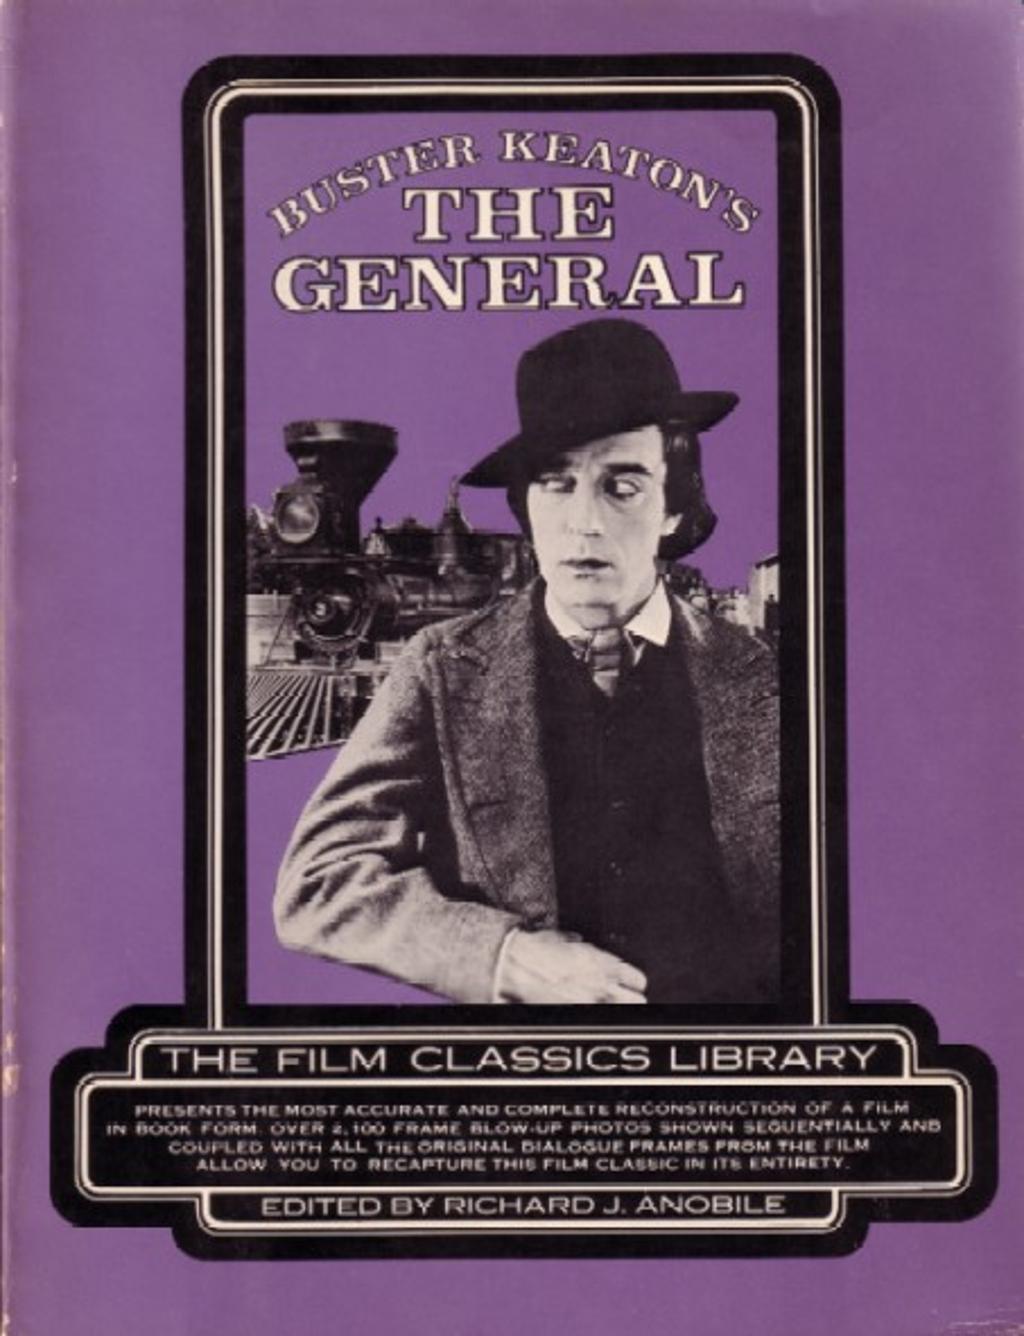 BUSTER KEATON'S
THE
GENERAL
THE FILM CLASSICS LIBRARY
PRESENTS THE MOST ACCURATE AND COMPLETE RECONSTRUCTION OF A FILM
IN BOOK FORM. OVER 2,100 FRAME BLOW-UP PHOTOS SHOWN SEQUENTIALLY AND
COUPLED WITH ALL THE ORIGINAL DIALOGUE FRAMES FROM THE FILM
ALLOW YOU TO RECAPTURE THIS FILM CLASSIC IN ITS ENTIRETY.
EDITED BY RICHARD J. ANOBILE